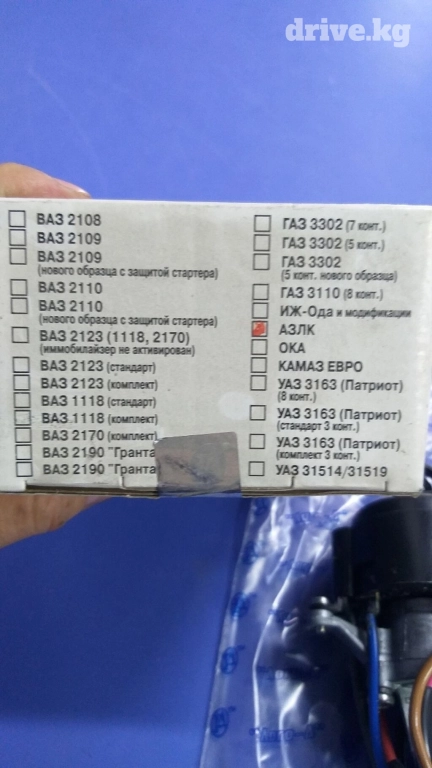 drive.kg
ВАЗ 2108
ВАЗ 2109
ВАЗ 2109
(нового образца с защитой стартера)
ВАЗ 2110
ВАЗ 2110
(нового образца с защитой стартера)
ВАЗ 2123 (1118, 2170)
(иммобилайзер не активирован)
ВАЗ 2123 (стандарт)
ВАЗ 2123 (комплект)
ВАЗ 1118 (стандарт)
ВАЗ 1118 (комплект)
ВАЗ 2170 (комплект)
ВАЗ 2190 "Гранта
ВАЗ 2190 "Гранта
ГАЗ 3302 (7 конт.)
ГАЗ 3302 (5 конт.)
ГАЗ 3302
(5 конт. нового образца)
ГАЗ 3110 (8 конт.)
ИЖ-Ода и модификации
АЗЛК
ОКА
КАМАЗ ЕВРО
УАЗ 3163 (Патриот)
(8 конт.)
УАЗ 3163 (Патриот)
(стандарт 3 конт.)
УАЗ 3163 (Патриот)
(комплект 3 конт.)
УАЗ 31514/31519